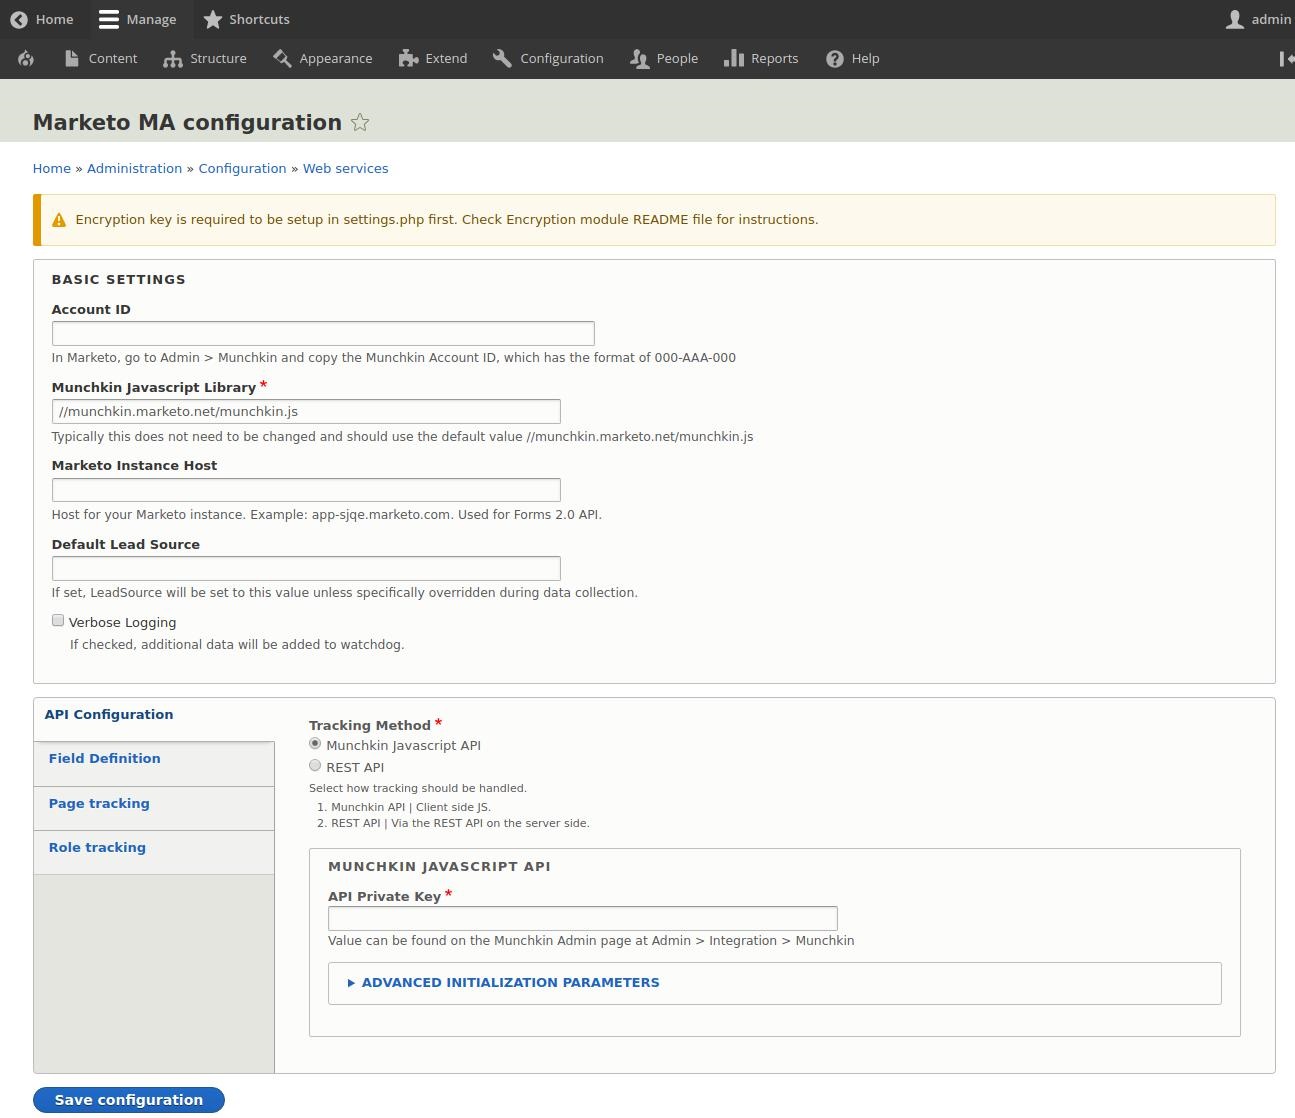 Home Manage Shortcuts admin
Content Structure Appearance Extend Configuration People Reports Help
Marketo MA configuration
Home » Administration » Configuration » Web services
Encryption key is required to be setup in settings.php first. Check Encryption module README file for instructions.
BASIC SETTINGS
Account ID
In Marketo, go to Admin > Munchkin and copy the Munchkin Account ID, which has the format of 000-AAA-000
Munchkin Javascript Library *
//munchkin.marketo.net/munchkin.js
Typically this does not need to be changed and should use the default value //munchkin.marketo.net/munchkin.js
Marketo Instance Host
Host for your Marketo instance. Example: app-sjqe.marketo.com. Used for Forms 2.0 API.
Default Lead Source
If set, LeadSource will be set to this value unless specifically overridden during data collection.
Verbose Logging
If checked, additional data will be added to watchdog.
API Configuration
Field Definition
Page tracking
Role tracking
Tracking Method *
Munchkin Javascript API
REST API
Select how tracking should be handled.
1. Munchkin API | Client side JS.
2. REST API | Via the REST API on the server side.
MUNCHKIN JAVASCRIPT API
API Private Key *
Value can be found on the Munchkin Admin page at Admin > Integration > Munchkin
ADVANCED INITIALIZATION PARAMETERS
Save configuration